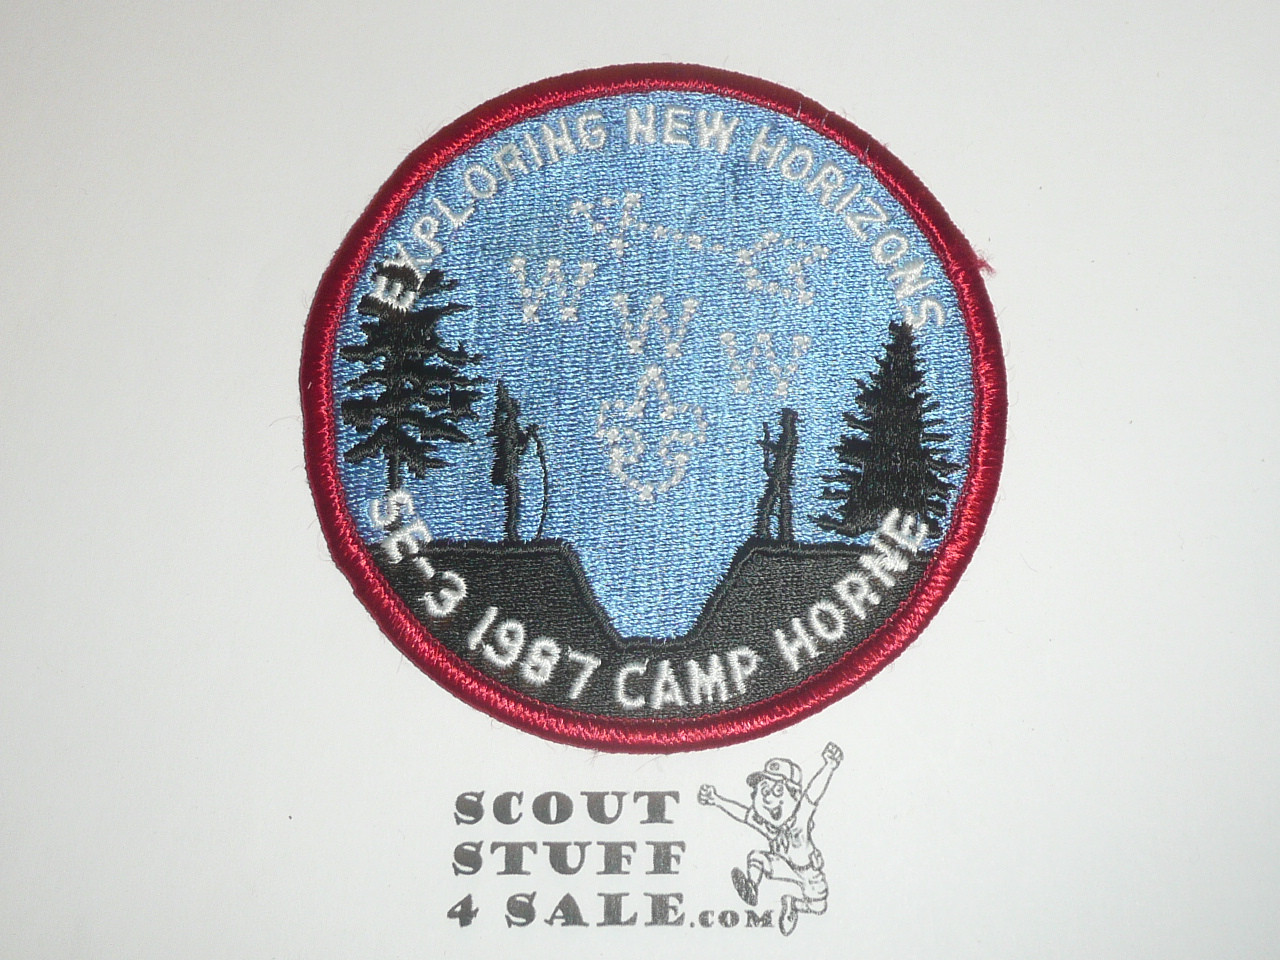 EXPLORING NEW HORIZONS
W
W
W
SE-3 1987 CAMP HORNE
SCOUT
STUFF
4 SALE.COM